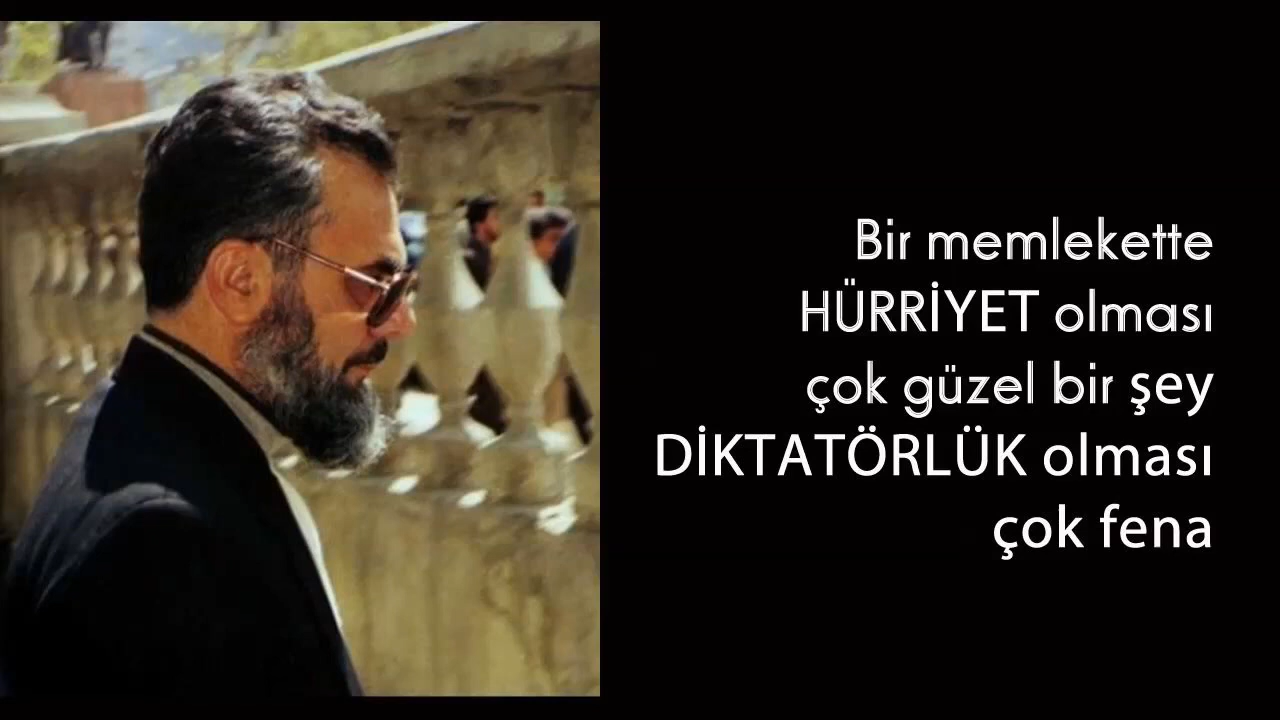 Bir memlekette
HÜRRİYET olması
çok güzel bir şey
DİKTATÖRLÜK olması
çok fena